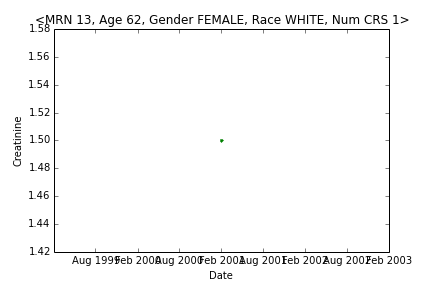 <MRN 13, Age 62, Gender FEMALE, Race WHITE, Num CRS 1>
1.58
1.56
1.54
1.52
1.50
1.48
1.46
1.44
1.42
Creatinine
Aug 1999 Feb 2000 Aug 2000 Feb 2001 Aug 2001 Feb 2002 Aug 2002 Feb 2003
Date